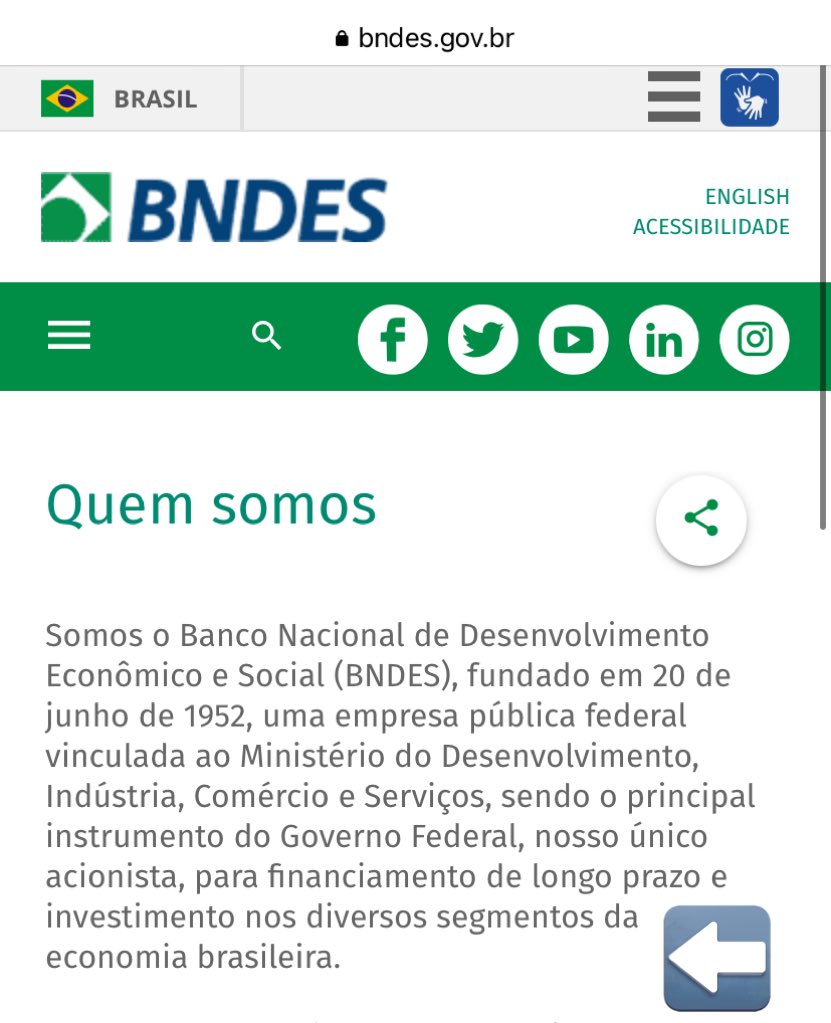 bndes.gov.br
BRASIL
BNDES
ENGLISH
ACESSIBILIDADE
Quem somos
Somos o Banco Nacional de Desenvolvimento
Econômico e Social (BNDES), fundado em 20 de
junho de 1952, uma empresa pública federal
vinculada ao Ministério do Desenvolvimento,
Indústria, Comércio e Serviços, sendo o principal
instrumento do Governo Federal, nosso único
acionista, para financiamento de longo prazo e
investimento nos diversos segmentos da
economia brasileira.